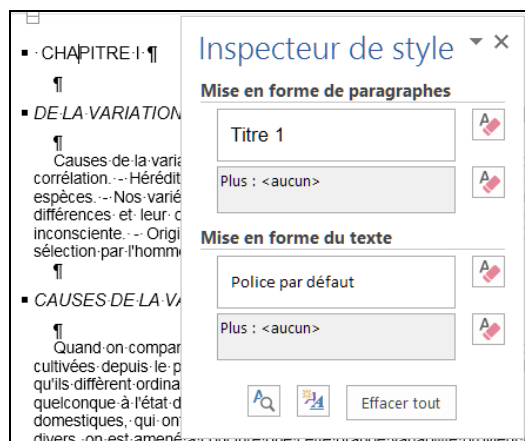 CHAPITRE I ¶
¶
DE LA VARIATION
¶
Causes de la varia
corrélation. - Hérédit
espèces. - Nos varié
différences et leur c
inconsciente. - Origi
sélection par l'homm
¶
CAUSES DE LA VA
¶
Quand on compar
cultivées depuis le p
qu'ils diffèrent ordina
quelconque à l'état d
domestiques, qui on
Inspecteur de style
Mise en forme de paragraphes
Titre 1
Plus : <aucun>
Mise en forme du texte
Police par défaut
Plus : <aucun>
Effacer tout